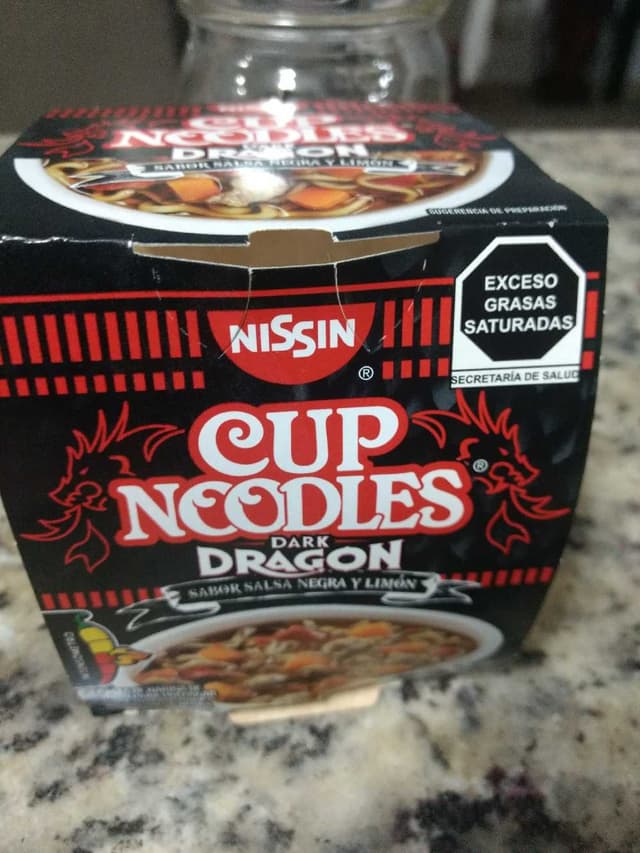 CUP
NOODLES
DRAGON
SABOR SALSA NEGRA Y LIMÓN
SUGERENCIA DE PREPARACIÓN
EXCESO
GRASAS
SATURADAS
SECRETARÍA DE SALUD
NISSIN
®
CUP
NOODLES ®
DARK
DRAGON
SABOR SALSA NEGRA Y LIMÓN